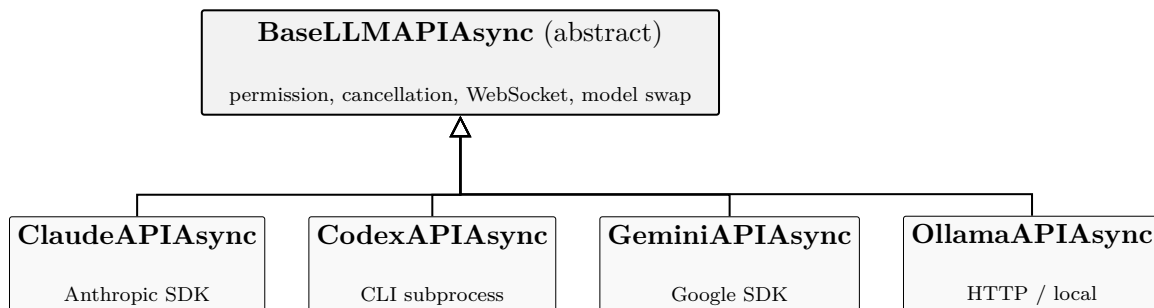 BaseLLMAPIAsync (abstract)
permission, cancellation, WebSocket, model swap
ClaudeAPIAsync
Anthropic SDK
CodexAPIAsync
CLI subprocess
GeminiAPIAsync
Google SDK
OllamaAPIAsync
HTTP / local